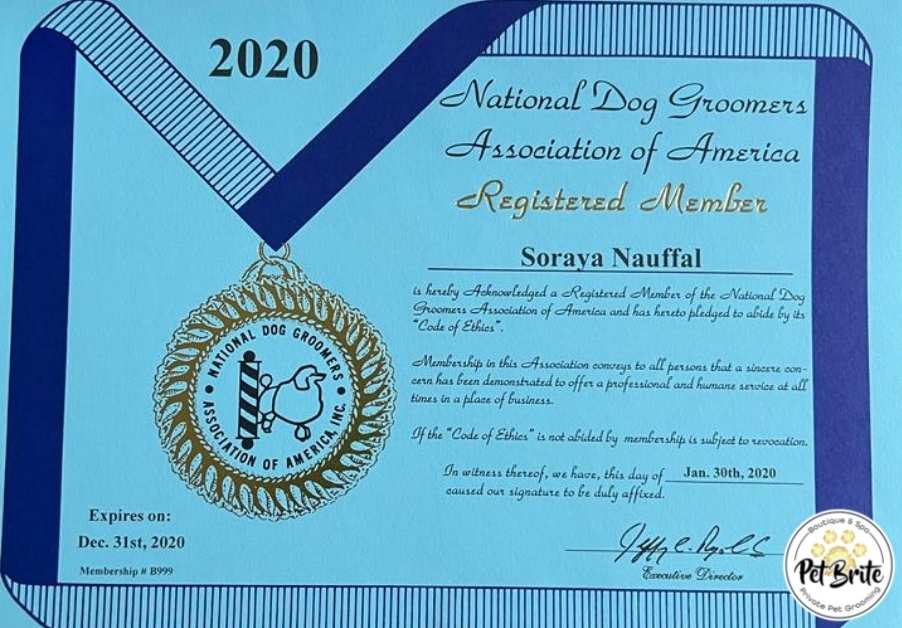 2020
National Dog Groomers
Association of America
Registered Member
Soraya Nauffal
is hereby Acknowledged a Registered Member of the National Dog
Groomers Association of America and has hereto pledged to abide by its
"Code of Ethics".
Membership in this Association conveys to all persons that a sincere con-
cern has been demonstrated to offer a professional and humane service at all
times in a place of business.
If the "Code of Ethics" is not abided by membership is subject to revocation.
In witness thereof, we have, this day of Jan. 30th, 2020
caused our signature to be duly affixed.
Executive Director
NATIONAL DOG GROOMERS
ASSOCIATION OF AMERICA, INC.
Expires on:
Dec. 31st, 2020
Membership # B999
Boutique & Spa
Pet Brite
Private Pet Grooming